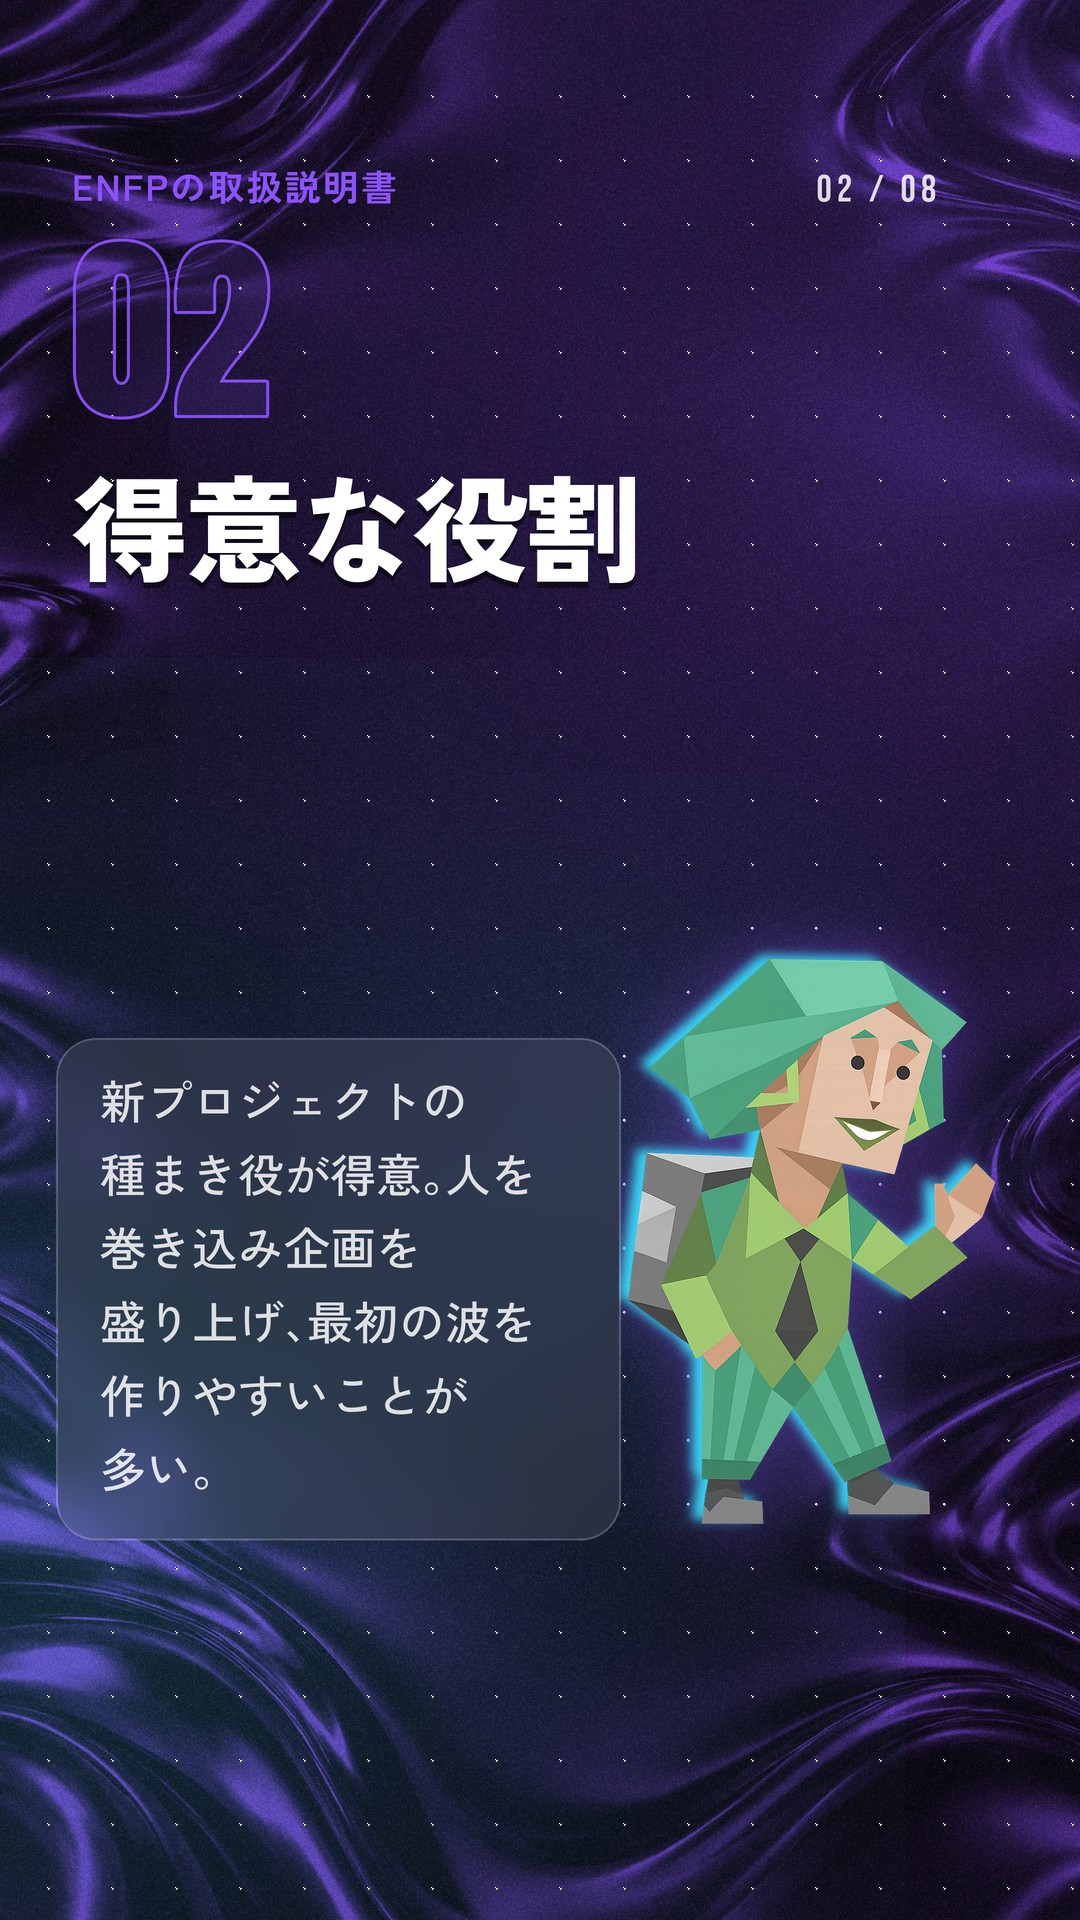 ENFPの取扱説明書
02 / 08
02
得意な役割
新プロジェクトの
種まき役が得意。人を
巻き込み企画を
盛り上げ、最初の波を
作りやすいことが
多い。